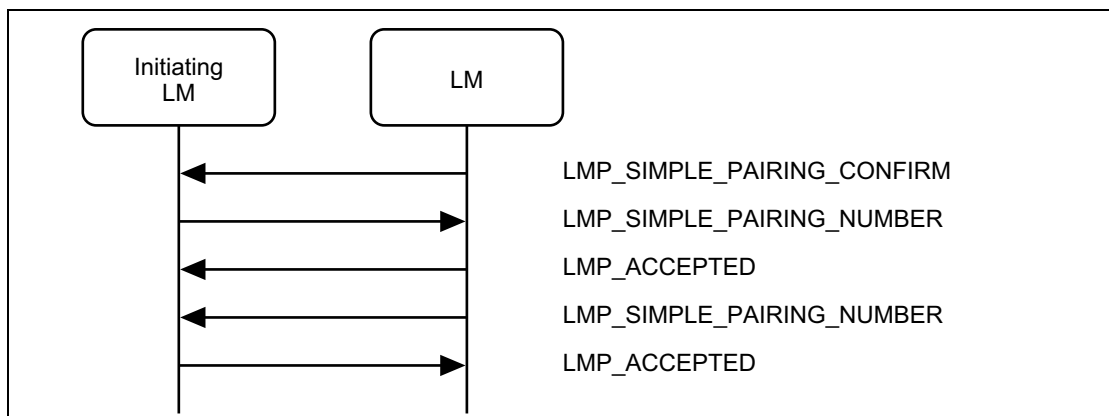 Initiating
LM
LM
LMP_SIMPLE_PAIRING_CONFIRM
LMP_SIMPLE_PAIRING_NUMBER
LMP_ACCEPTED
LMP_SIMPLE_PAIRING_NUMBER
LMP_ACCEPTED